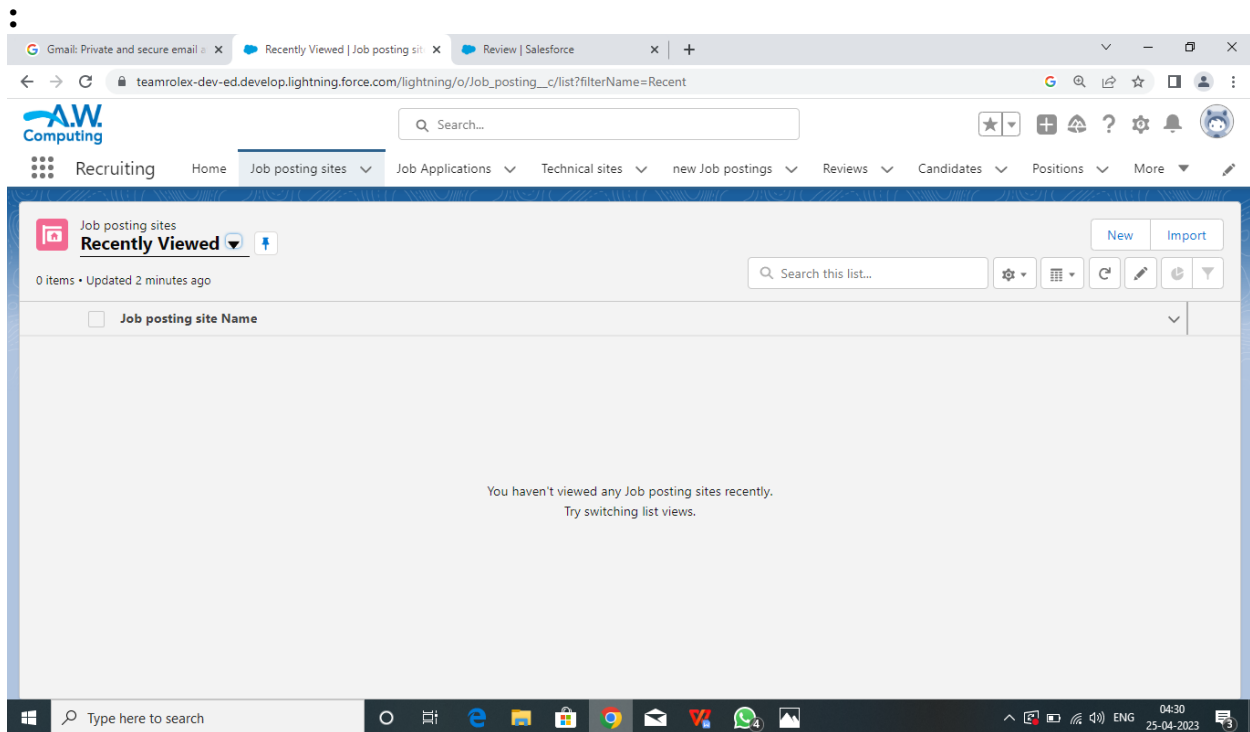 :
Gmail: Private and secure email a
Recently Viewed | Job posting sit
Review | Salesforce
teamrolex-dev-ed.develop.lightning.force.com/lightning/o/Job_posting__c/list?filterName=Recent
A.W.
Computing
Search...
Recruiting Home Job posting sites Job Applications Technical sites new Job postings Reviews Candidates Positions More
Job posting sites
Recently Viewed
New Import
0 items • Updated 2 minutes ago
Search this list...
Job posting site Name
You haven't viewed any Job posting sites recently.
Try switching list views.
Type here to search
4
ENG
04:30
25-04-2023
3